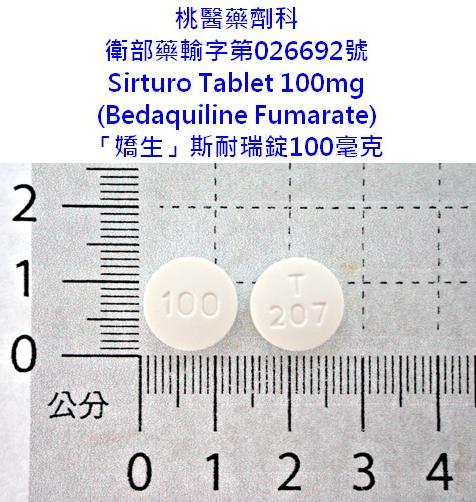 桃醫藥劑科
衛部藥輸字第026692號
Sirturo Tablet 100mg
(Bedaquiline Fumarate)
「嬌生」斯耐瑞錠100毫克
2
1
0
100
T
207
公分
0 1 2 3 4